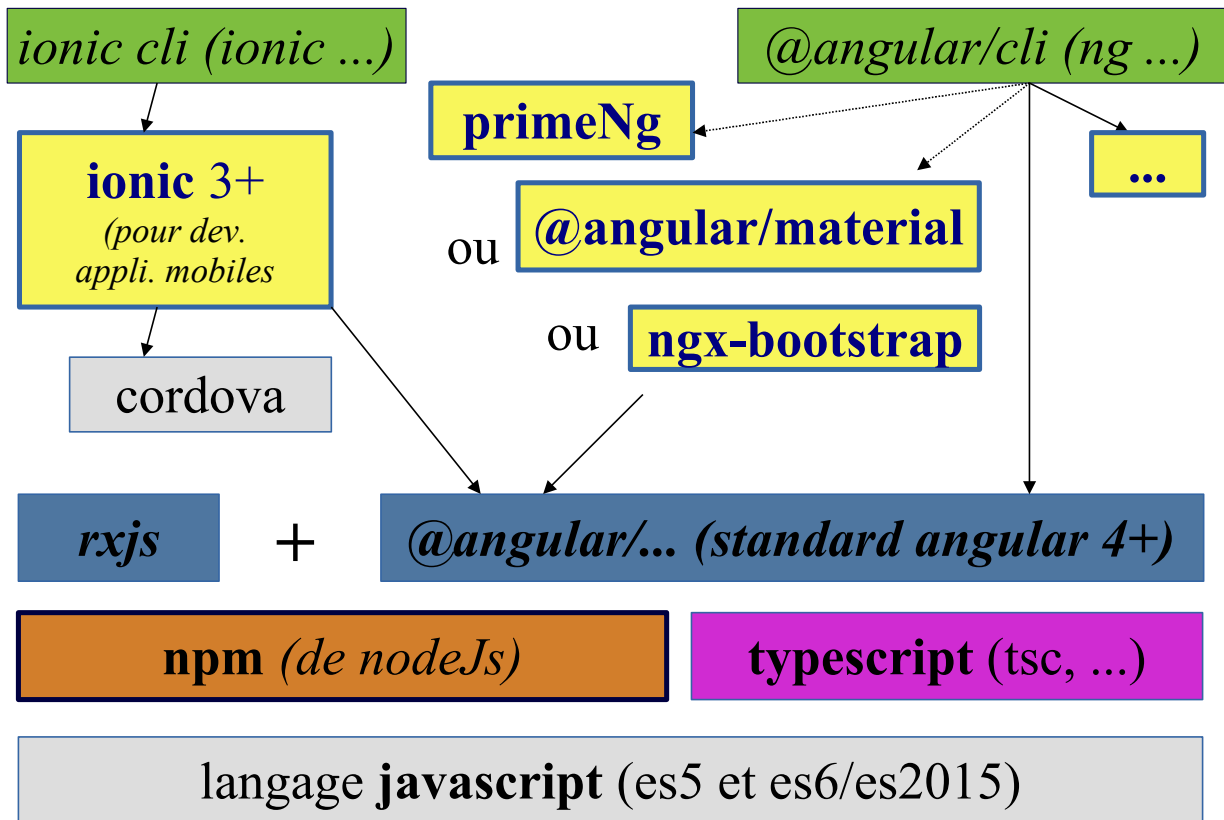 ionic cli (ionic ...)
@angular/cli (ng ...)
primeNg
...
ionic 3+
(pour dev.
appli. mobiles
ou
@angular/material
ou
ngx-bootstrap
cordova
rxjs
+
@angular/... (standard angular 4+)
npm (de nodeJs)
typescript (tsc, ...)
langage javascript (es5 et es6/es2015)